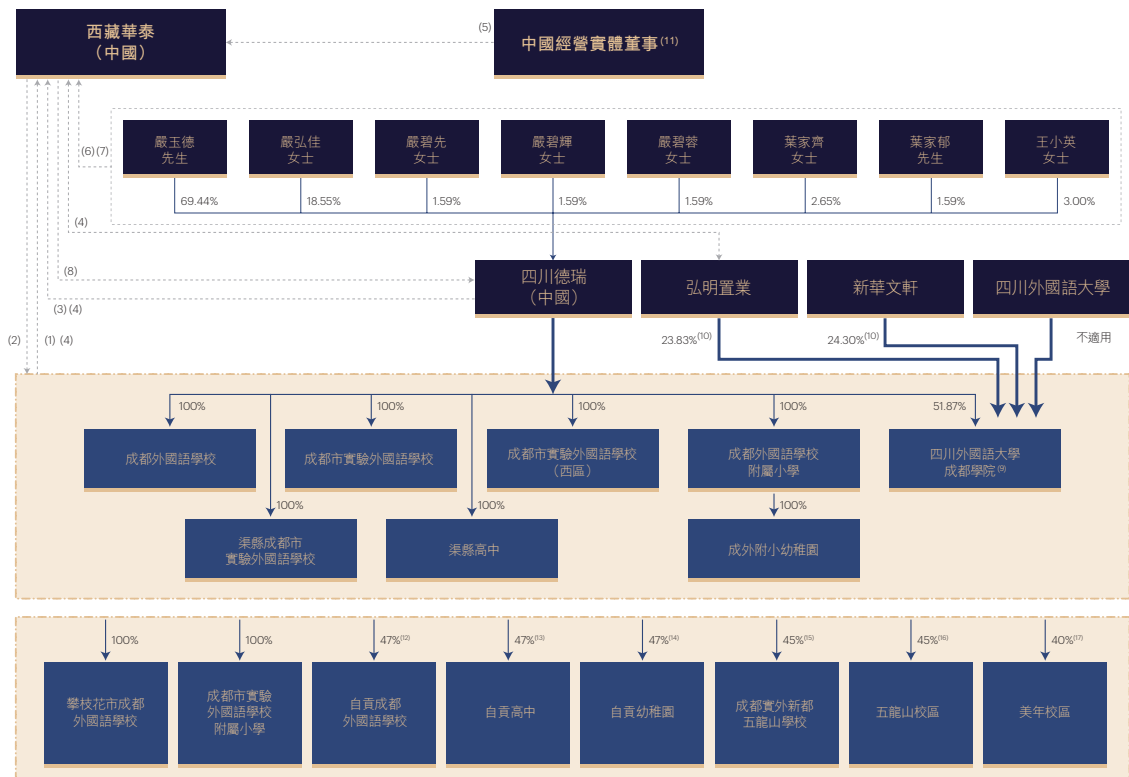 西藏華泰
（中國）
(5)
中國經營實體董事(11)
嚴玉德
先生
嚴弘佳
女士
嚴碧先
女士
嚴碧輝
女士
嚴碧蓉
女士
葉家齊
女士
葉家郁
先生
王小英
女士
(6)(7)
69.44%
18.55%
1.59%
1.59%
1.59%
2.65%
1.59%
3.00%
(4)
(8)
四川德瑞
（中國）
弘明置業
新華文軒
四川外國語大學
(3)(4)
(2)
(1) (4)
23.83%(10)
24.30%(10)
不適用
100%
100%
100%
100%
51.87%
成都外國語學校
成都市實驗外國語學校
成都市實驗外國語學校
（西區）
成都外國語學校
附屬小學
四川外國語大學
成都學院(9)
100%
100%
100%
渠縣成都市
實驗外國語學校
渠縣高中
成外附小幼稚園
100%
100%
47%(12)
47%(13)
47%(14)
45%(15)
45%(16)
40%(17)
攀枝花市成都
外國語學校
成都市實驗
外國語學校
附屬小學
自貢成都
外國語學校
自貢高中
自貢幼稚園
成都實外新都
五龍山學校
五龍山校區
美年校區